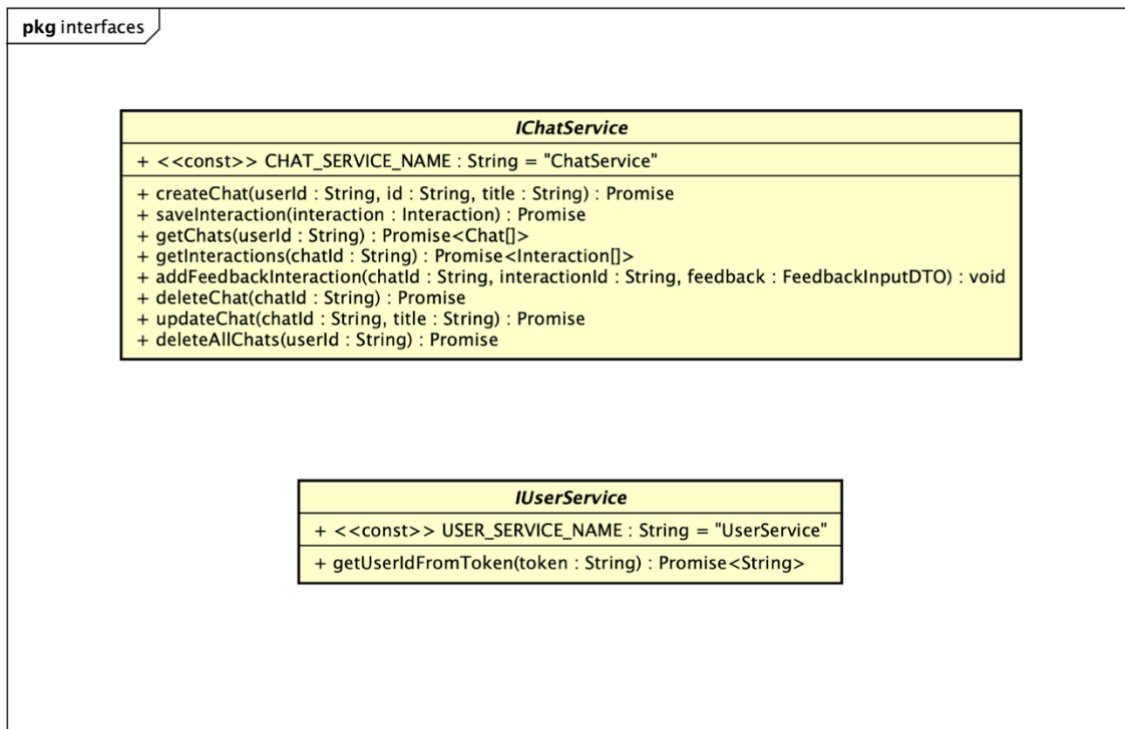 pkg interfaces
IChatService
+ <<const>> CHAT_SERVICE_NAME : String = "ChatService"
+ createChat(userId : String, id : String, title : String) : Promise
+ saveInteraction(interaction : Interaction) : Promise
+ getChats(userId : String) : Promise<Chat[]>
+ getInteractions(chatId : String) : Promise<Interaction[]>
+ addFeedbackInteraction(chatId : String, interactionId : String, feedback : FeedbackInputDTO) : void
+ deleteChat(chatId : String) : Promise
+ updateChat(chatId : String, title : String) : Promise
+ deleteAllChats(userId : String) : Promise
IUserService
+ <<const>> USER_SERVICE_NAME : String = "UserService"
+ getUserIdFromToken(token : String) : Promise<String>